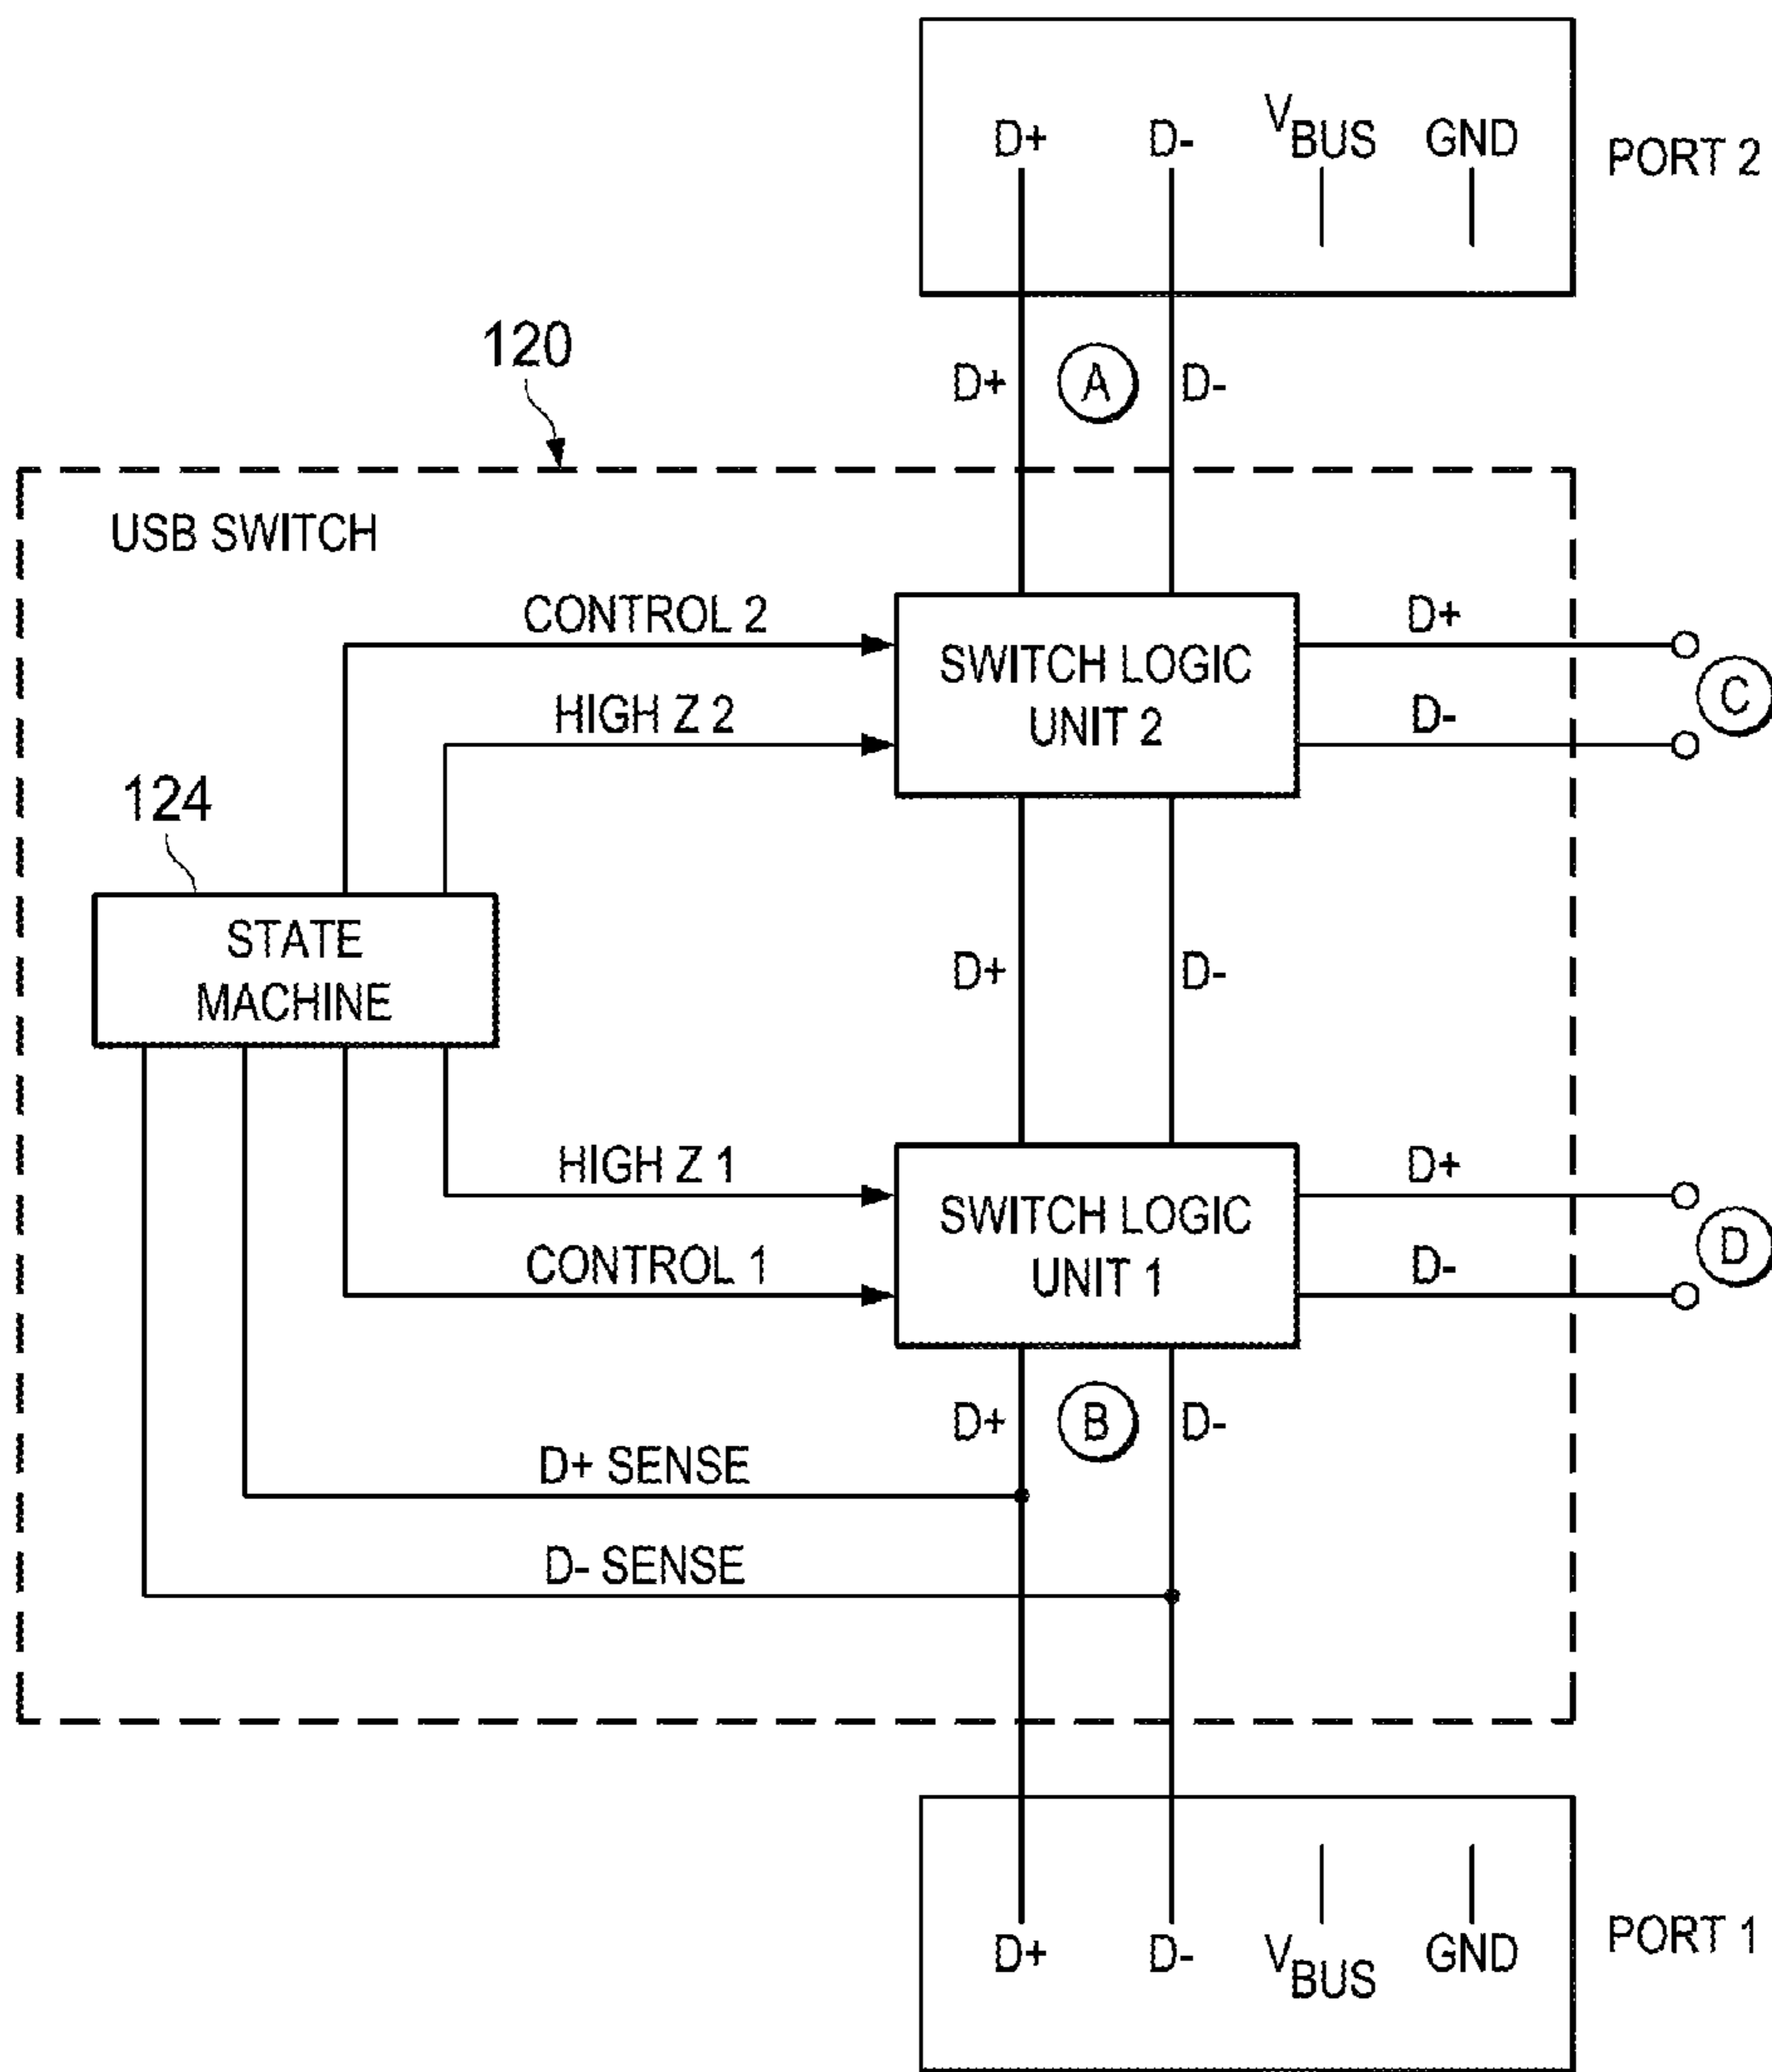 D+ D- VBUS GND
PORT 2
120
D+ A D-
USB SWITCH
CONTROL 2
SWITCH LOGIC
UNIT 2
D+
HIGH Z 2
D-
C
124
STATE
MACHINE
D+ D-
HIGH Z 1
SWITCH LOGIC
UNIT 1
D+
CONTROL 1
D-
D
D+ B D-
D+ SENSE
D- SENSE
D+ D- VBUS GND
PORT 1